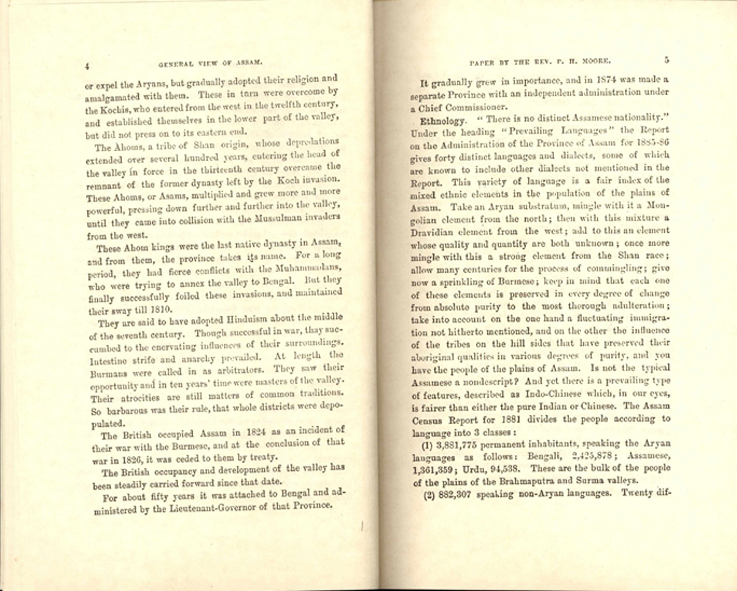 4
GENERAL VIEW OF ASSAM.
or expel the Aryans, but gradually adopted their religion and
amalgamated with them. These in turn were overcome by
the Kochis, who entered from the west in the twelfth century,
and established themselves in the lower part of the valley,
but did not press on to its eastern end.
The Ahoms, a tribe of Shan origin, whose depredations
extended over several hundred years, entering the head of
the valley in force in the thirteenth century overcame the
remnant of the former dynasty left by the Koch invasion.
These Ahoms, or Asams, multiplied and grew more and more
powerful, pressing down further and further into the valley,
until they came into collision with the Mussulman invaders
from the west.
These Ahom kings were the last native dynasty in Assam,
and from them, the province takes its name. For a long
period, they had fierce conflicts with the Muhammadans,
who were trying to annex the valley to Bengal. But they
finally successfully foiled these invasions, and maintained
their sway till 1810.
They are said to have adopted Hinduism about the middle
of the seventh century. Though successful in war, they suc-
cumbed to the enervating influences of their surroundings.
Intestine strife and anarchy prevailed. At length the
Burmans were called in as arbitrators. They saw their
opportunity and in ten years' time were masters of the valley.
Their atrocities are still matters of common traditions.
So barbarous was their rule, that whole districts were depo-
pulated.
The British occupied Assam in 1824 as an incident of
their war with the Burmese, and at the conclusion of that
war in 1826, it was ceded to them by treaty.
The British occupancy and development of the valley has
been steadily carried forward since that date.
For about fifty years it was attached to Bengal and ad-
ministered by the Lieutenant-Governor of that Province.
PAPER BY THE REV. P. H. MOORE.
5
It gradually grew in importance, and in 1874 was made a
separate Province with an independent administration under
a Chief Commissioner.
Ethnology. "There is no distinct Assamese nationality."
Under the heading "Prevailing Languages" the Report
on the Administration of the Province of Assam for 1885-86
gives forty distinct languages and dialects, some of which
are known to include other dialects not mentioned in the
Report. This variety of language is a fair index of the
mixed ethnic elements in the population of the plains of
Assam. Take an Aryan substratum, mingle with it a Mon-
golian element from the north; then with this mixture a
Dravidian element from the west; add to this an element
whose quality and quantity are both unknown; once more
mingle with this a strong element from the Shan race;
allow many centuries for the process of commingling; give
now a sprinkling of Burmese; keep in mind that each one
of these elements is preserved in every degree of change
from absolute purity to the most thorough adulteration;
take into account on the one hand a fluctuating immigra-
tion not hitherto mentioned, and on the other the influence
of the tribes on the hill sides that have preserved their
aboriginal qualities in various degrees of purity, and you
have the people of the plains of Assam. Is not the typical
Assamese a nondescript? And yet there is a prevailing type
of features, described as Indo-Chinese which, in our eyes,
is fairer than either the pure Indian or Chinese. The Assam
Census Report for 1881 divides the people according to
language into 3 classes:
(1) 3,881,775 permanent inhabitants, speaking the Aryan
languages as follows: Bengali, 2,425,878; Assamese,
1,361,359; Urdu, 94,538. These are the bulk of the people
of the plains of the Brahmaputra and Surma valleys.
(2) 882,307 speaking non-Aryan languages. Twenty dif-